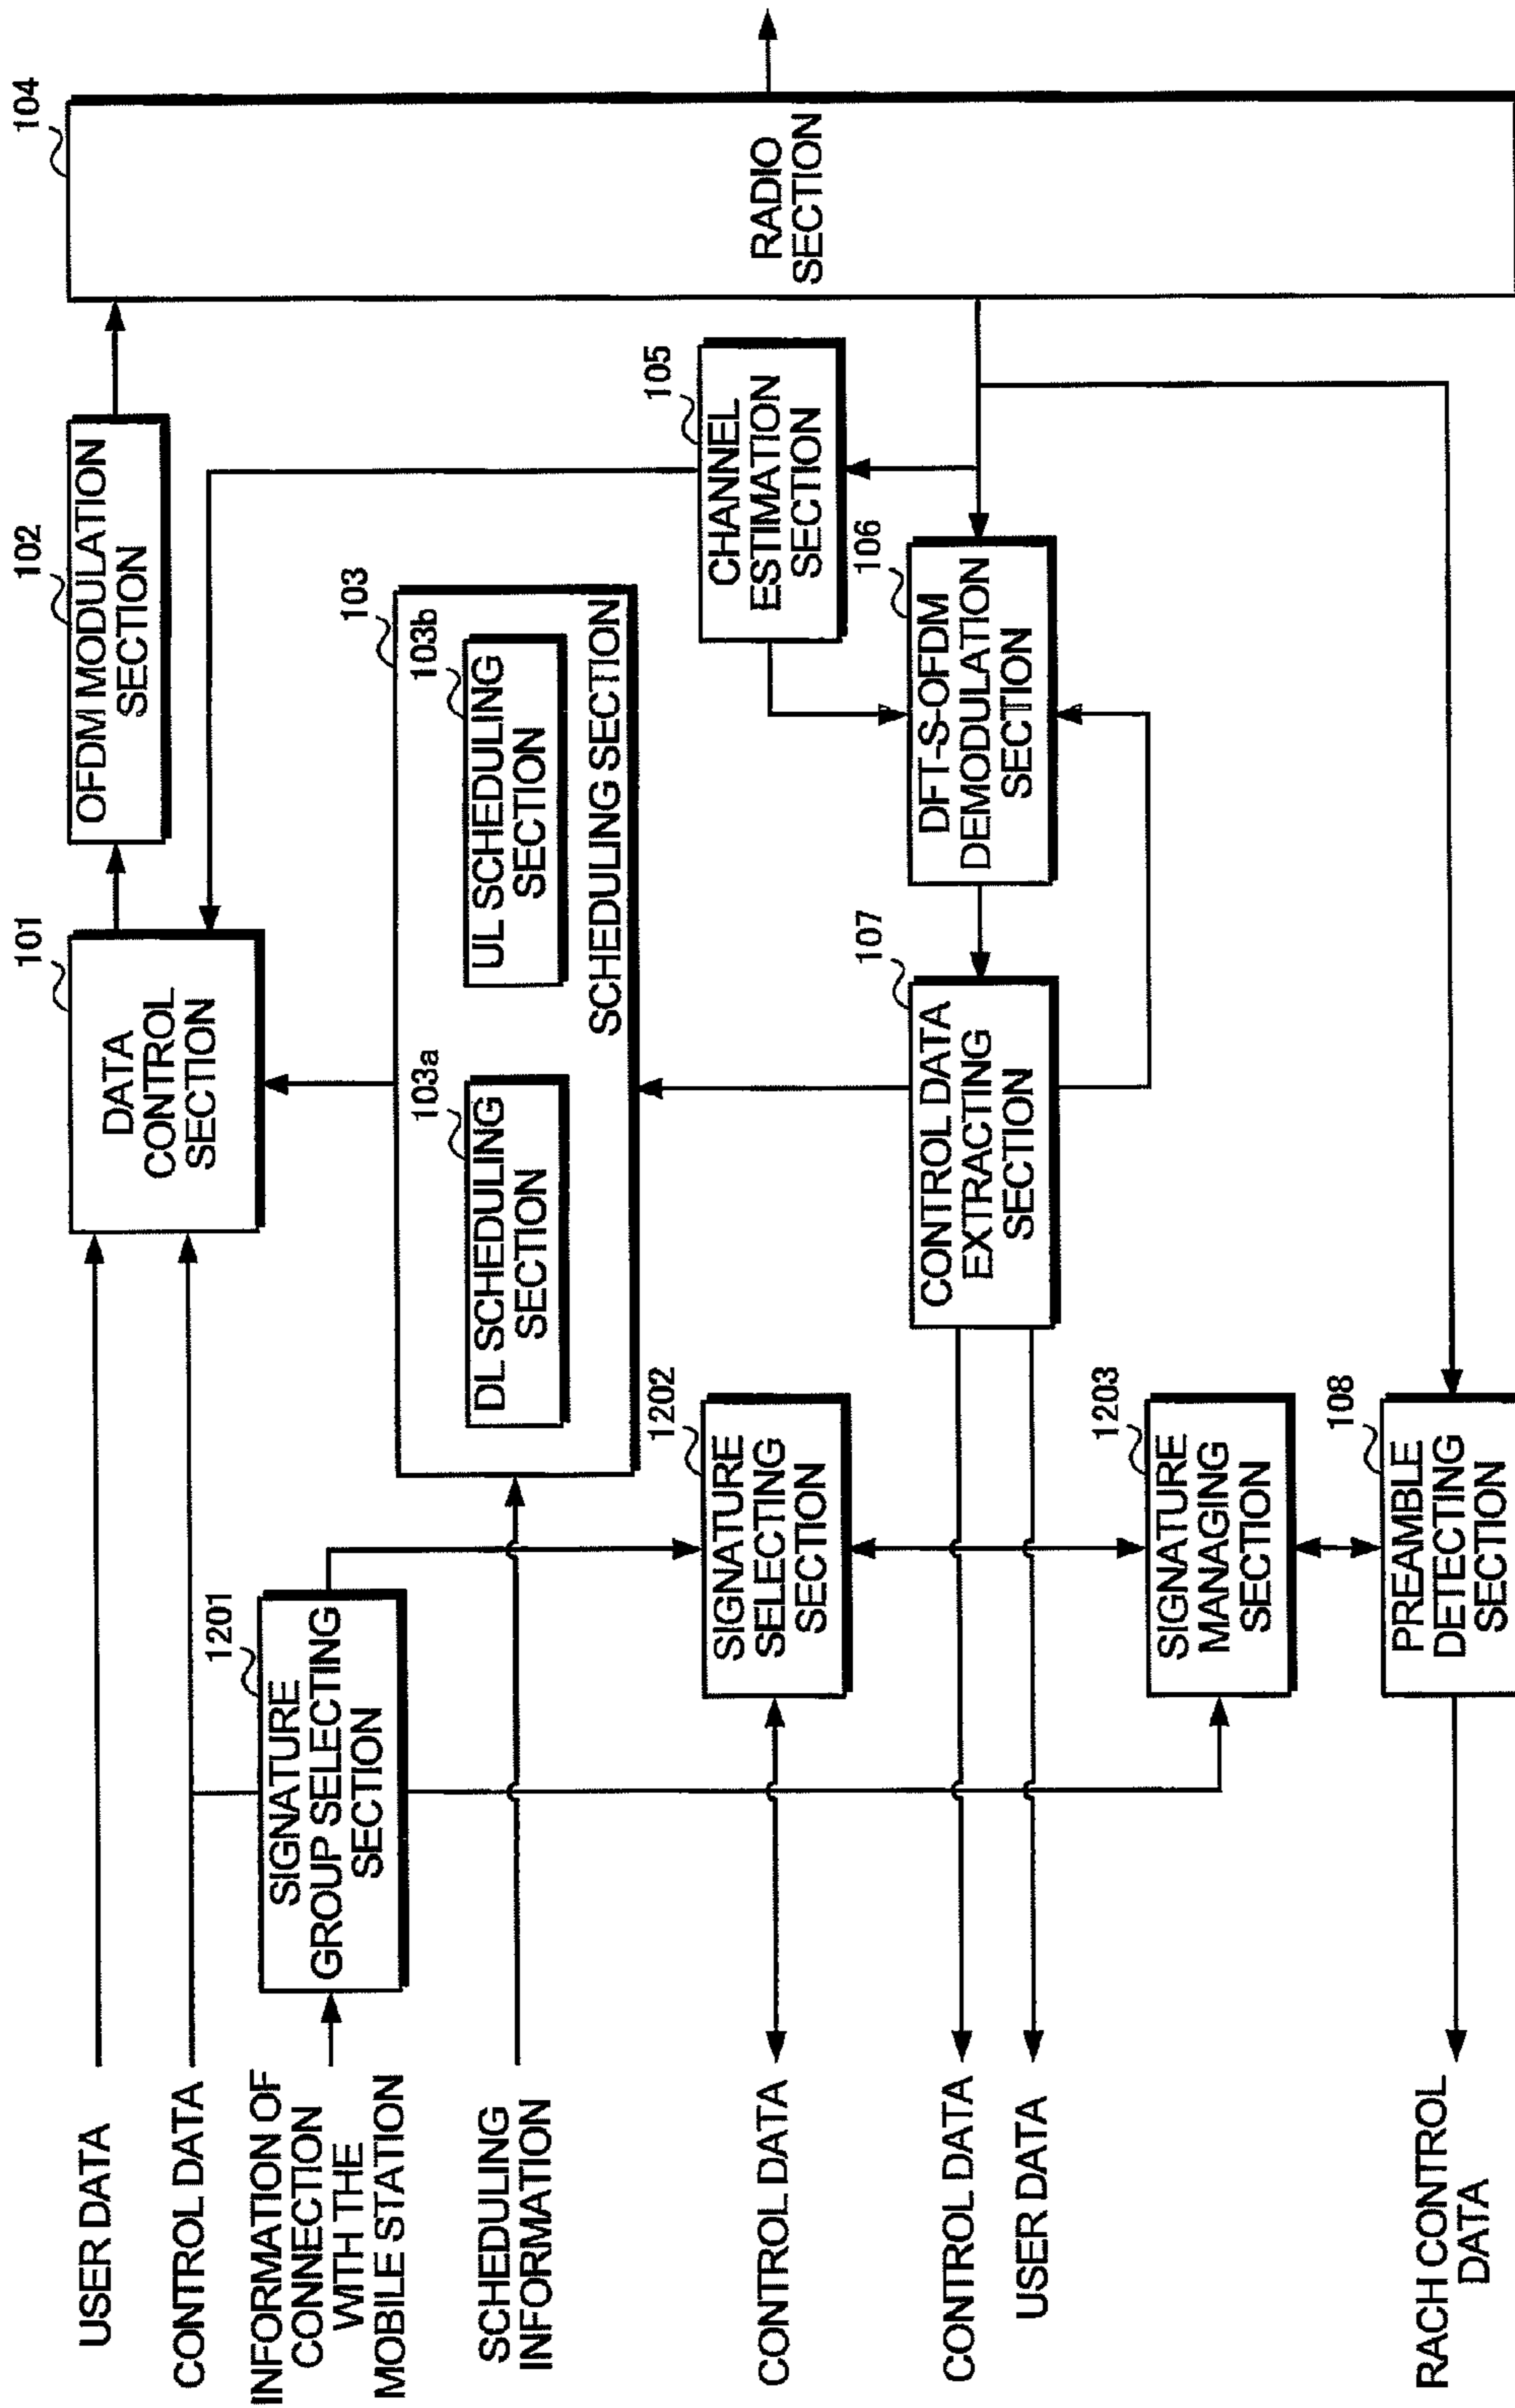 USER DATA
CONTROL DATA
INFORMATION OF
CONNECTION
WITH THE
MOBILE STATION
SCHEDULING
INFORMATION
CONTROL DATA
CONTROL DATA
USER DATA
RACH CONTROL
DATA
1201
SIGNATURE
GROUP SELECTING
SECTION
1202
SIGNATURE
SELECTING
SECTION
1203
SIGNATURE
MANAGING
SECTION
108
PREAMBLE
DETECTING
SECTION
101
DATA
CONTROL
SECTION
103
103a
DL SCHEDULING
SECTION
103b
UL SCHEDULING
SECTION
SCHEDULING SECTION
107
CONTROL DATA
EXTRACTING
SECTION
102
OFDM MODULATION
SECTION
105
CHANNEL
ESTIMATION
SECTION
106
DFT-S-OFDM
DEMODULATION
SECTION
104
RADIO
SECTION